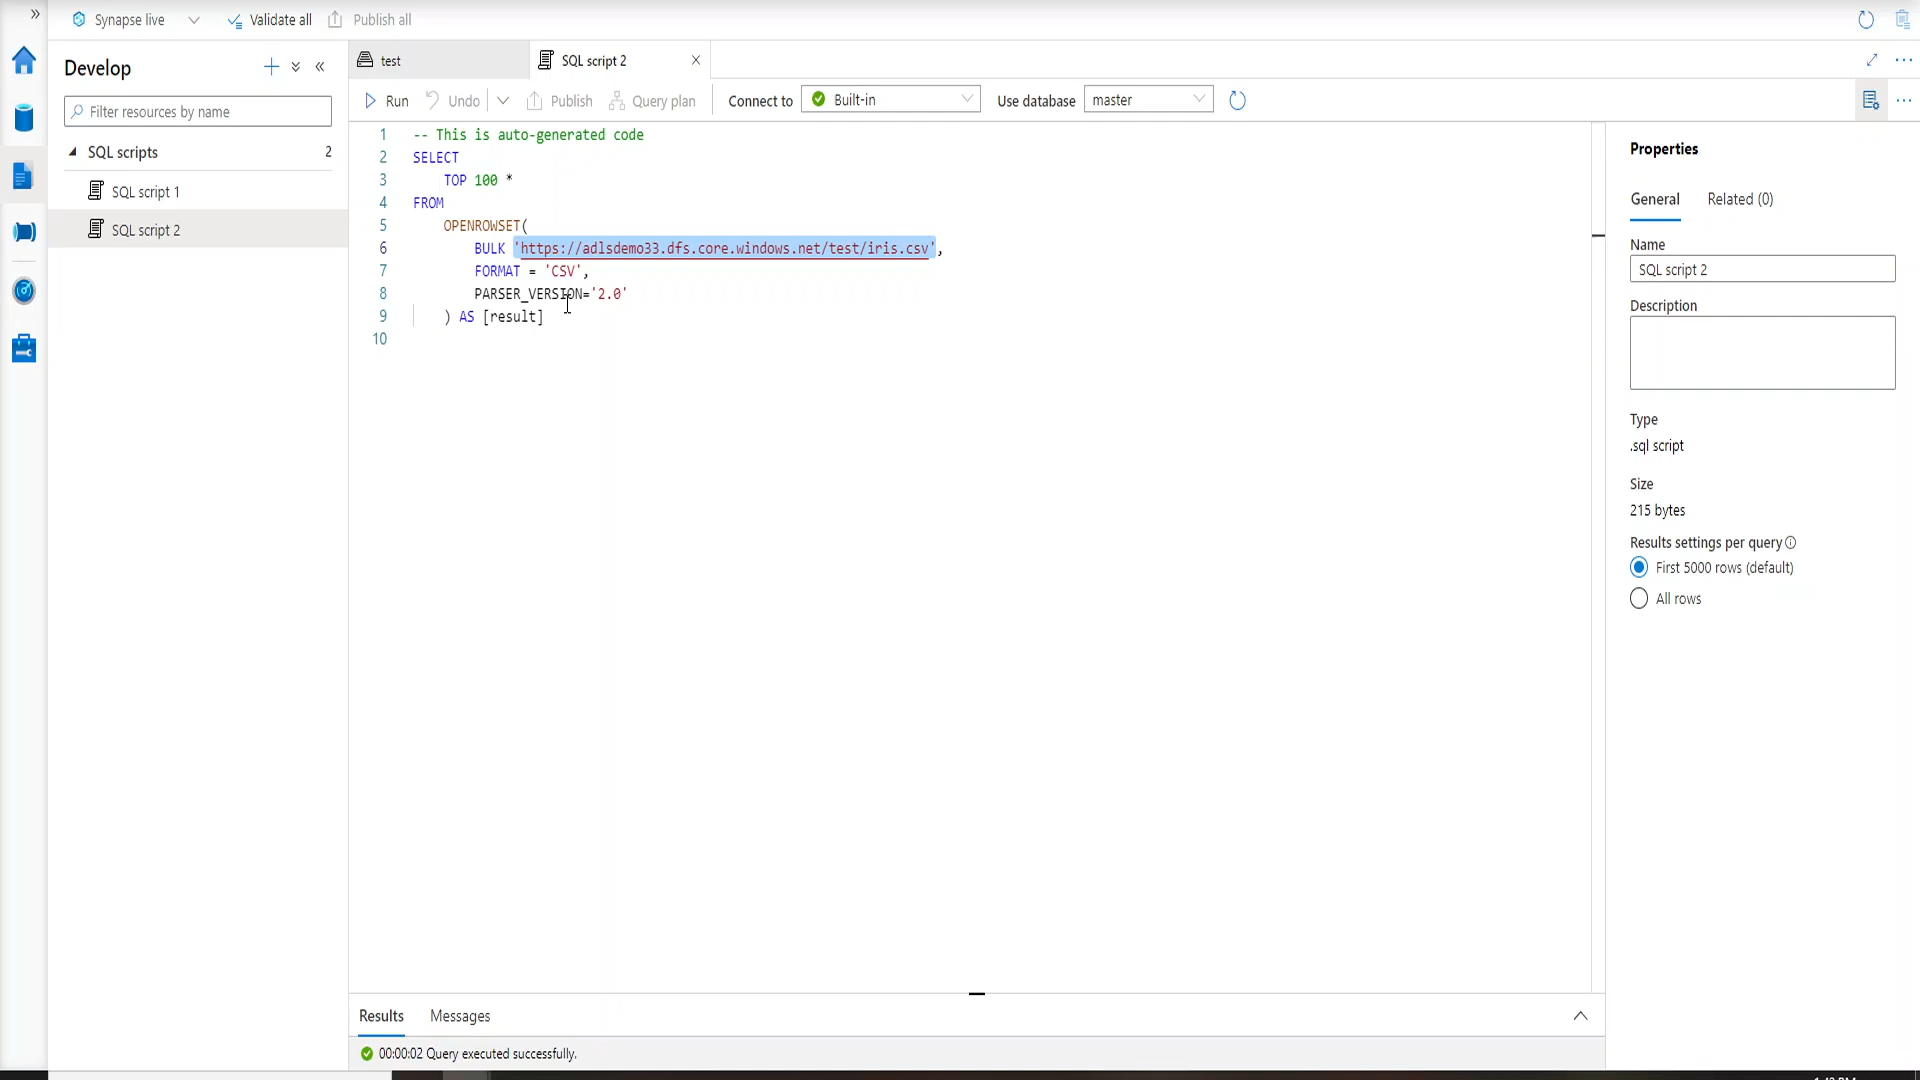 Synapse live
Validate all
Publish all
Develop
Filter resources by name
SQL scripts
2
SQL script 1
SQL script 2
test
SQL script 2
Run
Undo
Publish
Query plan
Connect to
Built-in
Use database
master
1 -- This is auto-generated code
2 SELECT
3 TOP 100 *
4 FROM
5 OPENROWSET(
6 BULK 'https://adlsdemo33.dfs.core.windows.net/test/iris.csv',
7 FORMAT = 'CSV',
8 PARSER_VERSION='2.0'
9 ) AS [result]
10
Properties
General
Related (0)
Name
SQL script 2
Description
Type
.sql script
Size
215 bytes
Results settings per query
First 5000 rows (default)
All rows
Results
Messages
00:00:02 Query executed successfully.